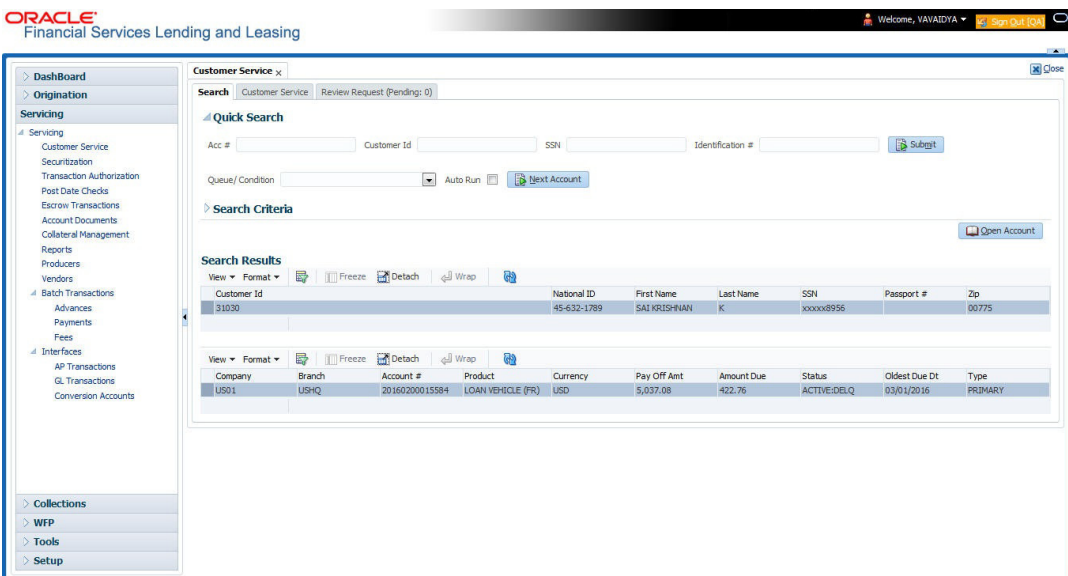 ORACLE
Financial Services Lending and Leasing
Welcome, VAVAIDYA
Sign Out [QA]
Close
DashBoard
Origination
Servicing
Servicing
Customer Service
Securitization
Transaction Authorization
Post Date Checks
Escrow Transactions
Account Documents
Collateral Management
Reports
Producers
Vendors
Batch Transactions
Advances
Payments
Fees
Interfaces
AP Transactions
GL Transactions
Conversion Accounts
Collections
WFP
Tools
Setup
Customer Service x
Search Customer Service Review Request (Pending: 0)
Quick Search
Acc # Customer Id SSN Identification # Submit
Queue/Condition Auto Run Next Account
Search Criteria
Open Account
Search Results
View Format Freeze Detach Wrap
Customer Id National ID First Name Last Name SSN Passport # Zip
31030 45-632-1789 SAI KRISHNAN K xxxxx8956 00775
View Format Freeze Detach Wrap
Company Branch Account # Product Currency Pay Off Amt Amount Due Status Oldest Due Dt Type
US01 USHQ 20160200015584 LOAN VEHICLE (FR) USD 5,037.08 422.76 ACTIVE:DELQ 03/01/2016 PRIMARY